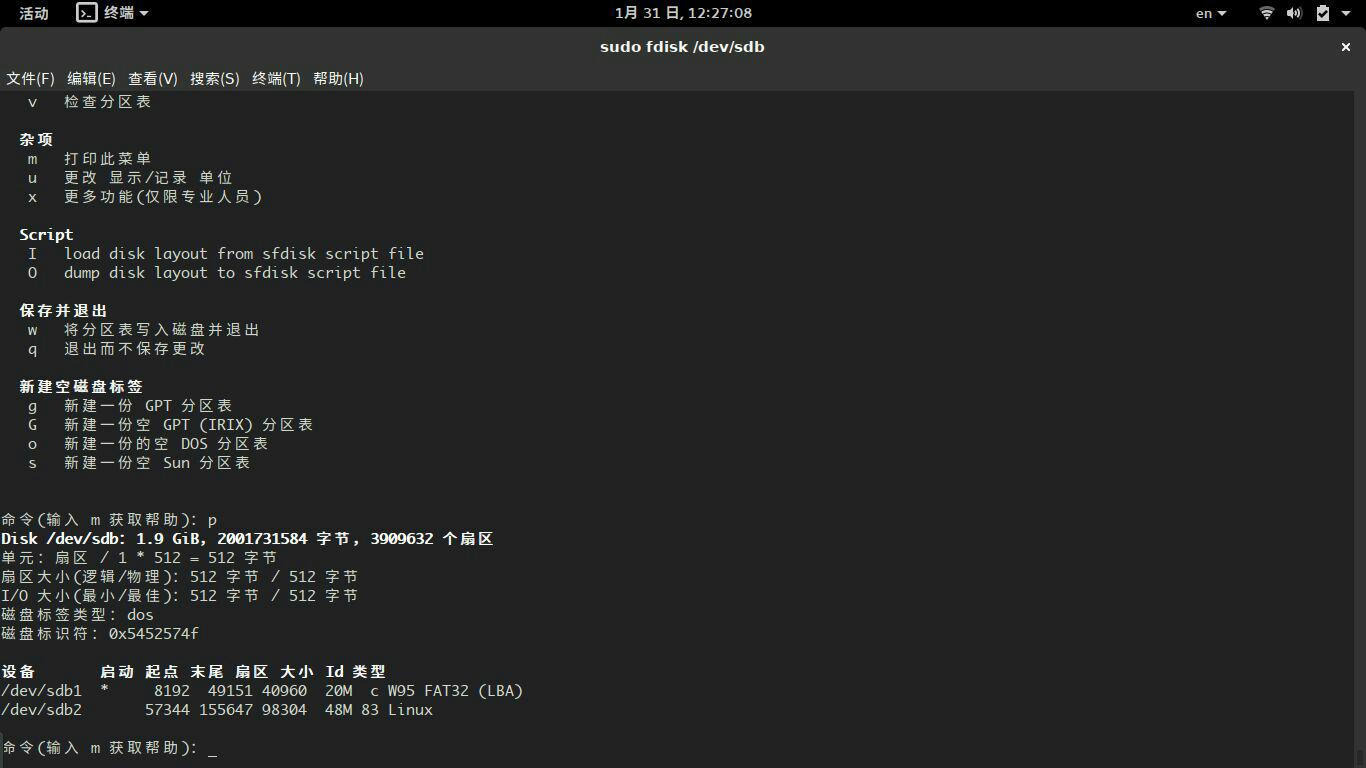 活动 终端 1月 31 日, 12:27:08 en
sudo fdisk /dev/sdb ×
文件(F) 编辑(E) 查看(V) 搜索(S) 终端(T) 帮助(H)
v 检查分区表
杂项
m 打印此菜单
u 更改 显示/记录 单位
x 更多功能(仅限专业人员)
Script
I load disk layout from sfdisk script file
O dump disk layout to sfdisk script file
保存并退出
w 将分区表写入磁盘并退出
q 退出而不保存更改
新建空磁盘标签
g 新建一份 GPT 分区表
G 新建一份空 GPT (IRIX) 分区表
o 新建一份的空 DOS 分区表
s 新建一份空 Sun 分区表
命令(输入 m 获取帮助)：p
Disk /dev/sdb：1.9 GiB，2001731584 字节，3909632 个扇区
单元：扇区 / 1 * 512 = 512 字节
扇区大小(逻辑/物理)：512 字节 / 512 字节
I/O 大小(最小/最佳)：512 字节 / 512 字节
磁盘标签类型：dos
磁盘标识符：0x5452574f
设备 启动 起点 末尾 扇区 大小 Id 类型
/dev/sdb1 * 8192 49151 40960 20M c W95 FAT32 (LBA)
/dev/sdb2 57344 155647 98304 48M 83 Linux
命令(输入 m 获取帮助)：_